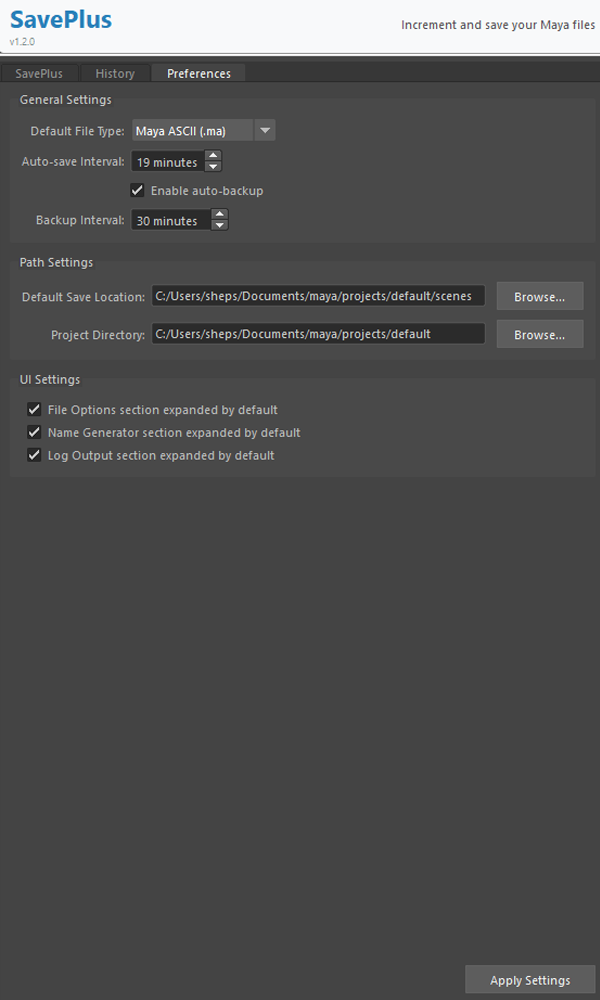 SavePlus
v1.2.0
Increment and save your Maya files
SavePlus History Preferences
General Settings
Default File Type: Maya ASCII (.ma)
Auto-save Interval: 19 minutes
Enable auto-backup
Backup Interval: 30 minutes
Path Settings
Default Save Location: C:/Users/sheps/Documents/maya/projects/default/scenes Browse...
Project Directory: C:/Users/sheps/Documents/maya/projects/default Browse...
UI Settings
File Options section expanded by default
Name Generator section expanded by default
Log Output section expanded by default
Apply Settings